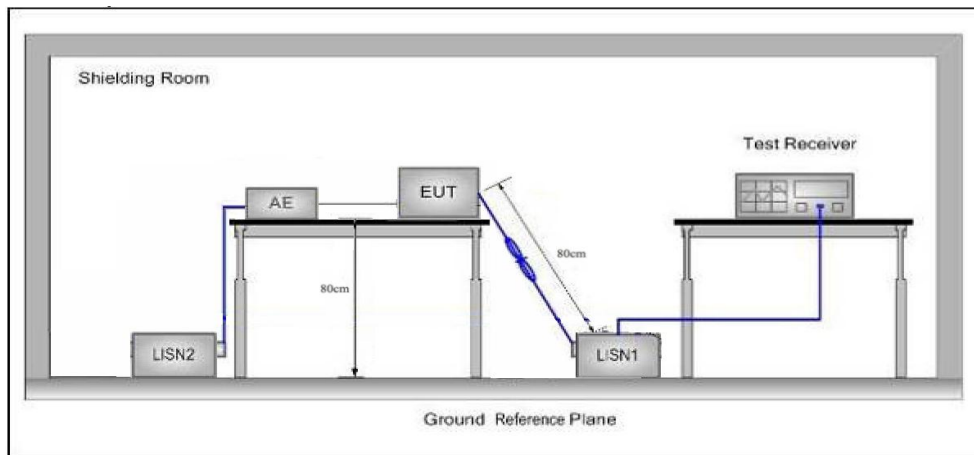 Shielding Room
Test Receiver
EUT
AE
80cm
80cm
LISN2
LISN1
Ground Reference Plane